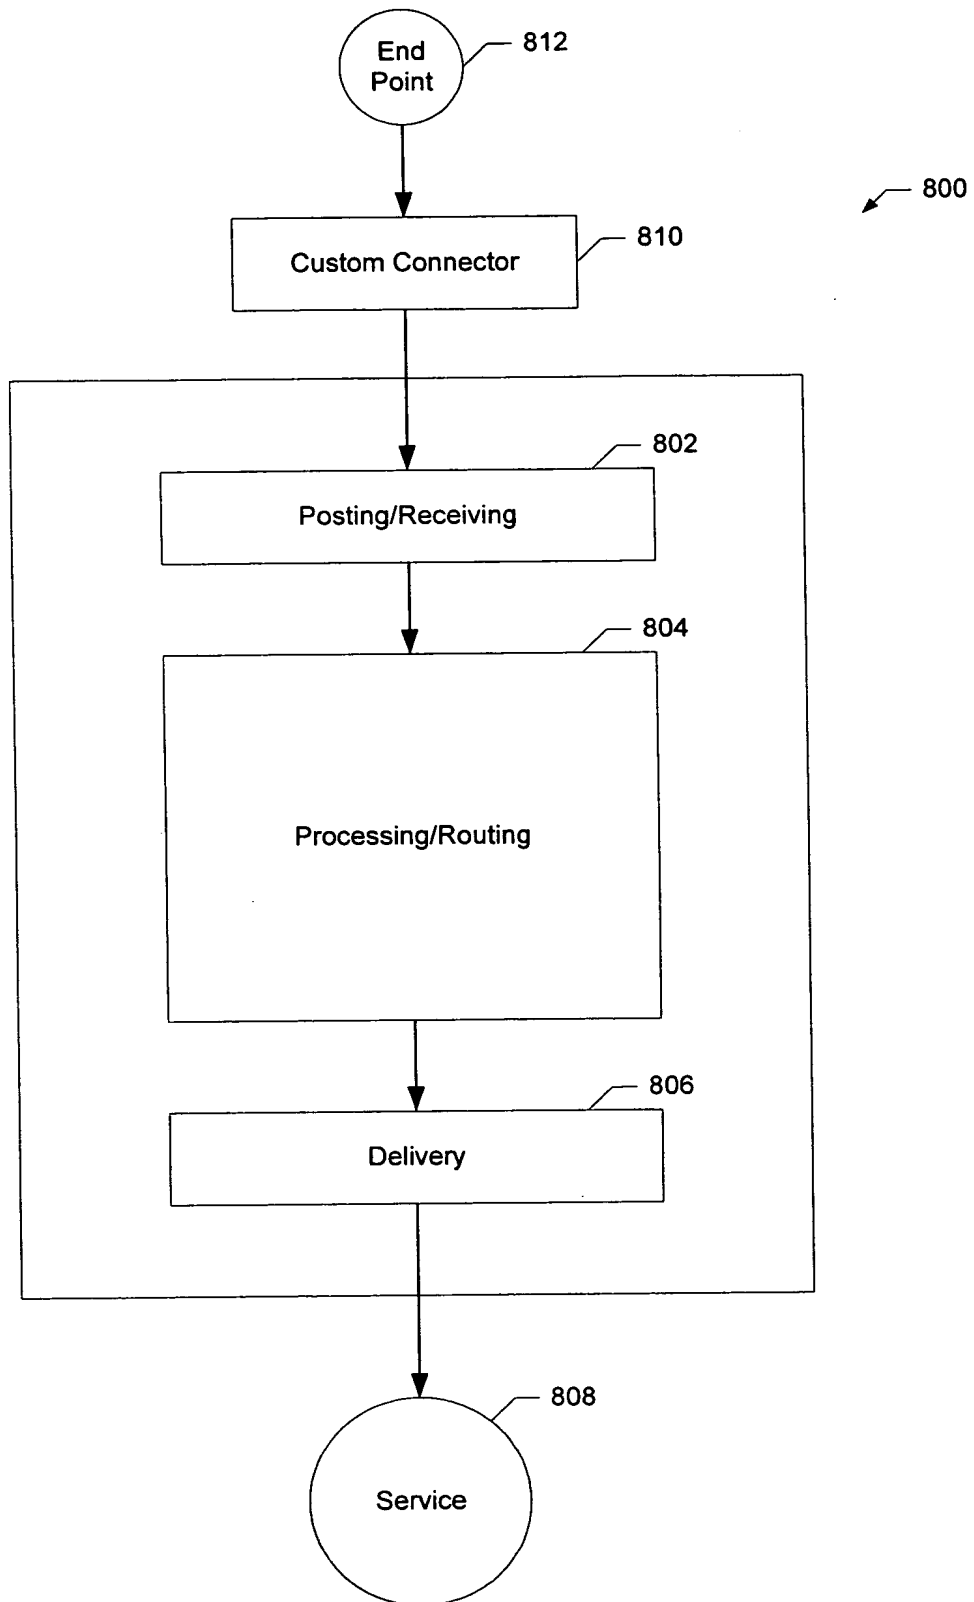 End
Point
812
800
Custom Connector
810
802
Posting/Receiving
804
Processing/Routing
806
Delivery
808
Service